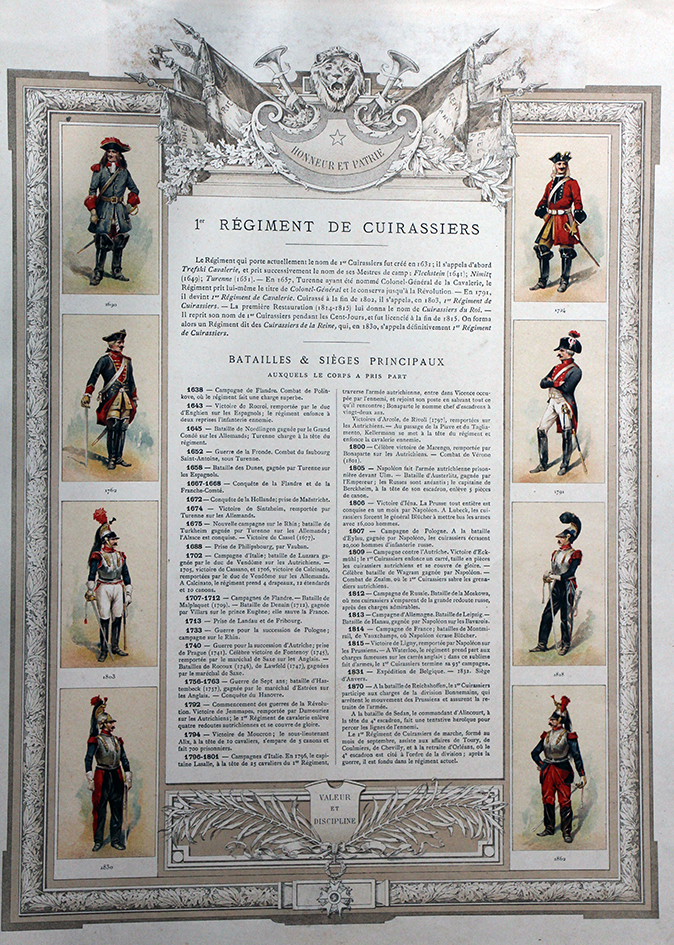 HONNEUR ET PATRIE
1er RÉGIMENT DE CUIRASSIERS
Le Régiment qui porte actuellement le nom de 1er Cuirassiers fut créé en 1631; il s'appela d'abord
Trefski Cavalerie, et prit successivement le nom de ses Mestres de camp; Fleckstein (1641); Nimitz
(1649); Turenne (1651). — En 1657, Turenne ayant été nommé Colonel-Général de la Cavalerie, le
Régiment prit lui-même le titre de Colonel-Général et le conserva jusqu'à la Révolution. — En 1791,
il devint 1er Régiment de Cavalerie. Cuirassé à la fin de 1802, il s'appela, en 1803, 1er Régiment de
Cuirassiers. — La première Restauration (1814-1815) lui donna le nom de Cuirassiers du Roi. —
Il reprit son nom de 1er Cuirassiers pendant les Cent-Jours, et fut licencié à la fin de 1815. On forma
alors un Régiment dit des Cuirassiers de la Reine, qui, en 1830, s'appela définitivement 1er Régiment
de Cuirassiers.
BATAILLES & SIÈGES PRINCIPAUX
AUXQUELS LE CORPS A PRIS PART
1638 — Campagne de Flandre. Combat de Polin-
kove, où le régiment fait une charge superbe.
1643 — Victoire de Rocroi, remportée par le duc
d'Enghien sur les Espagnols; le régiment enfonce à
deux reprises l'infanterie ennemie.
1645 — Bataille de Nordlingen gagnée par le Grand
Condé sur les Allemands; Turenne charge à la tête du
régiment.
1652 — Guerre de la Fronde. Combat du faubourg
Saint-Antoine, sous Turenne.
1658 — Bataille des Dunes, gagnée par Turenne sur
les Espagnols.
1667-1668 — Conquête de la Flandre et de la
Franche-Comté.
1672 — Conquête de la Hollande; prise de Maëstricht.
1674 — Victoire de Sintzheim, remportée par
Turenne sur les Allemands.
1675 — Nouvelle campagne sur le Rhin; bataille de
Turkheim gagnée par Turenne sur les Allemands;
l'Alsace est conquise. — Victoire de Cassel (1677).
1688 — Prise de Philipsbourg, par Vauban.
1702 — Campagne d'Italie; bataille de Luzzara ga-
gnée par le duc de Vendôme sur les Autrichiens. —
1705, victoire de Cassano, et 1706, victoire de Calcinato,
remportées par le duc de Vendôme sur les Allemands.
A Calcinato, le régiment prend 4 drapeaux, 12 étendards
et 10 canons.
1707-1712 — Campagnes de Flandre. — Bataille de
Malplaquet (1709). — Bataille de Denain (1712), gagnée
par Villars sur le prince Eugène; elle sauve la France.
1713 — Prise de Landau et de Fribourg.
1733 — Guerre pour la succession de Pologne;
campagne sur le Rhin.
1740 — Guerre pour la succession d'Autriche; prise
de Prague (1741). Célèbre victoire de Fontenoy (1745),
remportée par le maréchal de Saxe sur les Anglais. —
Batailles de Rocoux (1746), de Lawfeld (1747), gagnées
par le maréchal de Saxe.
1756-1763 — Guerre de Sept ans; bataille d'Has-
tembeck (1757), gagnée par le maréchal d'Estrées sur
les Anglais. — Conquête du Hanovre.
1792 — Commencement des guerres de la Révolu-
tion. Victoire de Jemmapes, remportée par Dumouriez
sur les Autrichiens; le 1er Régiment de cavalerie enlève
quatre redoutes autrichiennes et se couvre de gloire.
1794 — Victoire de Moucron; le sous-lieutenant
Alix, à la tête de 20 cavaliers, s'empare de 5 canons et
fait 700 prisonniers.
1796-1801 — Campagnes d'Italie. En 1796, le capi-
taine Lasalle, à la tête de 25 cavaliers du 1er Régiment,
traverse l'armée autrichienne, entre dans Vicence occu-
pée par l'ennemi, et rejoint son poste en sabrant tout ce
qu'il rencontre; Bonaparte le nomme chef d'escadrons à
vingt-deux ans.
Victoires d'Arcole, de Rivoli (1797), remportées sur
les Autrichiens. — Au passage de la Piave et du Taglia-
mento, Kellermann se met à la tête du régiment et
enfonce la cavalerie ennemie.
1800 — Célèbre victoire de Marengo, remportée par
Bonaparte sur les Autrichiens. — Combat de Vérone
(1801).
1805 — Napoléon fait l'armée autrichienne prison-
nière devant Ulm. — Bataille d'Austerlitz, gagnée par
l'Empereur; les Russes sont anéantis; le capitaine de
Berckheim, à la tête de son escadron, enlève 5 pièces
de canon.
1806 — Victoire d'Iéna. La Prusse tout entière est
conquise en un mois par Napoléon. A Lubeck, les cui-
rassiers forcent le général Blücher à mettre bas les armes
avec 16,000 hommes.
1807 — Campagne de Pologne. A la bataille
d'Eylau, gagnée par Napoléon, les cuirassiers écrasent
20,000 hommes d'infanterie russe.
1809 — Campagne contre l'Autriche. Victoire d'Eck-
mühl; le 1er Cuirassiers enfonce un carré, taille en pièces
les cuirassiers autrichiens et se couvre de gloire. —
Célèbre bataille de Wagram gagnée par Napoléon. —
Combat de Znaïm, où le 1er Cuirassiers sabre les grena-
diers autrichiens.
1812 — Campagne de Russie. Bataille de la Moskowa,
où nos cuirassiers s'emparent de la grande redoute russe,
après des charges admirables.
1813 — Campagne d'Allemagne. Bataille de Leipzig —
Bataille de Hanau, gagnée par Napoléon sur les Bavarois.
1814 — Campagne de France; batailles de Montmi-
rail, de Vauxchamps, où Napoléon écrase Blücher.
1815 — Victoire de Ligny, remportée par Napoléon sur
les Prussiens. — A Waterloo, le régiment prend part aux
charges fameuses sur les carrés anglais; dans ce sublime
fait d'armes, le 1er Cuirassiers termine sa 93e campagne.
1831 — Expédition de Belgique. — 1832. Siège
d'Anvers.
1870 — A la bataille de Reichshoffen, le 1er Cuirassiers
participe aux charges de la division Bonnemains, qui
arrêtent le mouvement des Prussiens et assurent la re-
traite de l'armée.
A la bataille de Sedan, le commandant d'Alincourt, à
la tête du 4e escadron, fait une tentative héroïque pour
percer les lignes de l'ennemi.
Le 1er Régiment de Cuirassiers de marche, formé au
mois de septembre, assiste aux affaires de Toury, de
Coulmiers, de Chevilly, et à la retraite d'Orléans, où le
4e escadron est cité à l'ordre de la division; après la
guerre, il est fondu dans le régiment actuel.
1690
1724
1762
1791
1803
1818
1830
1862
VALEUR
ET
DISCIPLINE